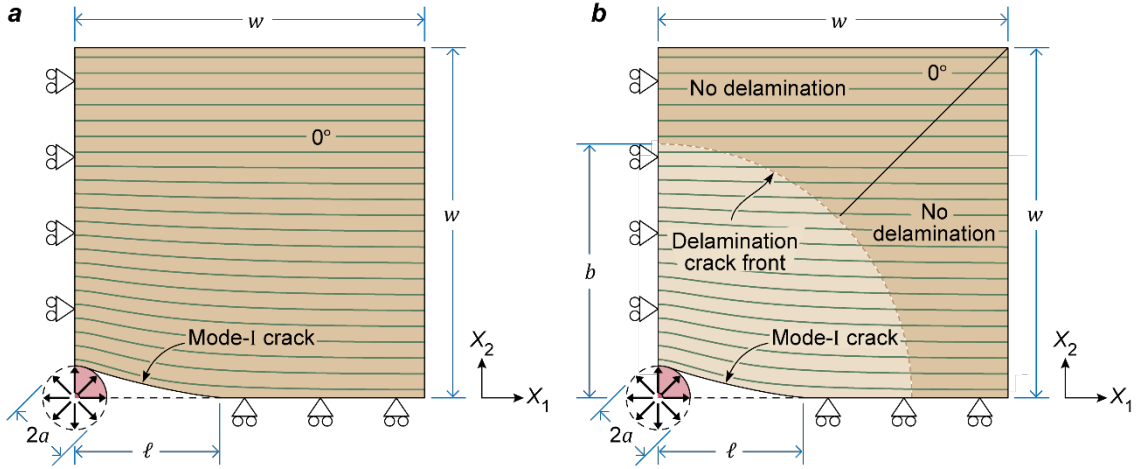 a
w
0°
w
Mode-I crack
2a
ℓ
X₂
X₁
b
w
0°
No delamination
No
delamination
Delamination
crack front
w
b
Mode-I crack
2a
ℓ
X₂
X₁